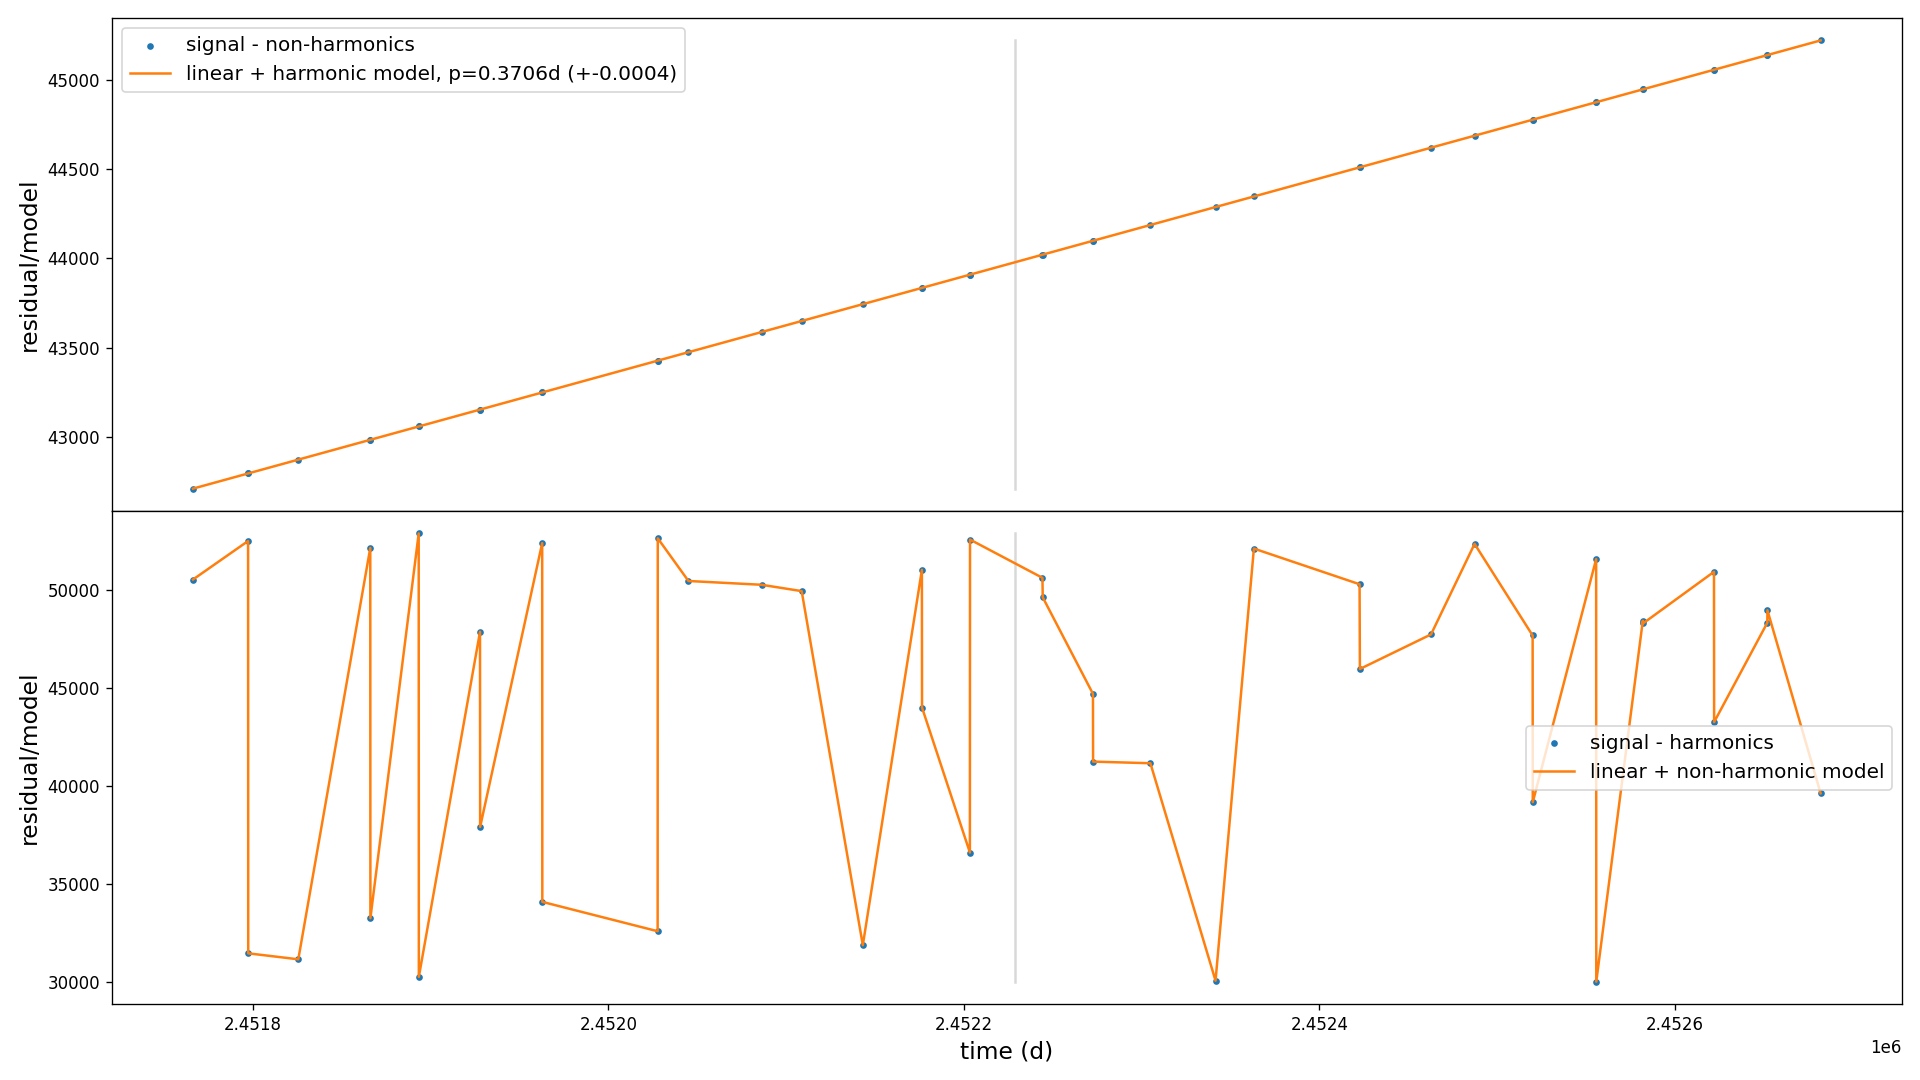 signal - non-harmonics
linear + harmonic model, p=0.3706d (+-0.0004)
45000
44500
44000
43500
43000
residual/model
50000
45000
40000
35000
30000
residual/model
signal - harmonics
linear + non-harmonic model
2.4518
2.4520
2.4522
2.4524
2.4526
1e6
time (d)